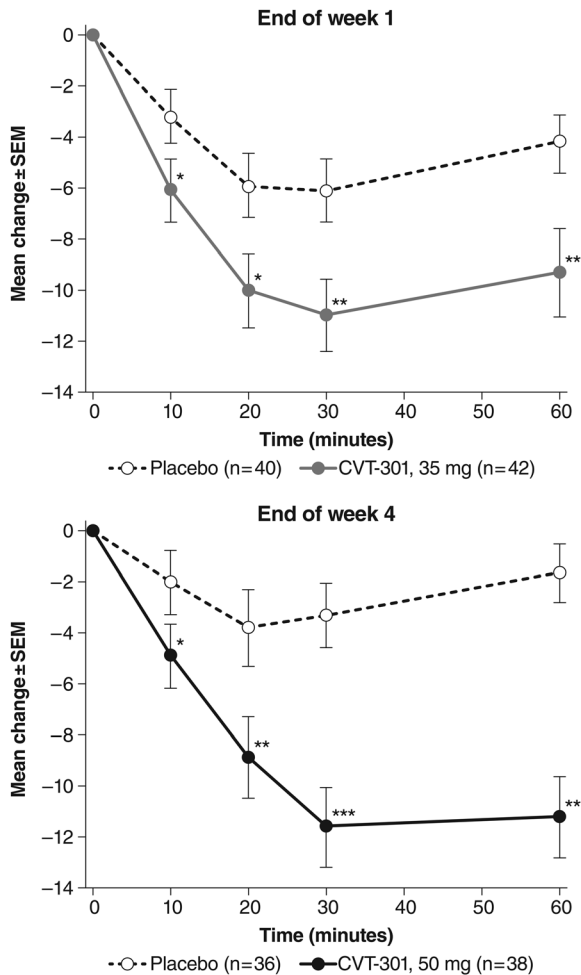 End of week 1
0
−2
−4
−6
−8
−10
−12
−14
Mean change±SEM
*
*
**
**
0 10 20 30 40 50 60
Time (minutes)
Placebo (n=40) CVT-301, 35 mg (n=42)
End of week 4
0
−2
−4
−6
−8
−10
−12
−14
Mean change±SEM
*
**
***
**
0 10 20 30 40 50 60
Time (minutes)
Placebo (n=36) CVT-301, 50 mg (n=38)